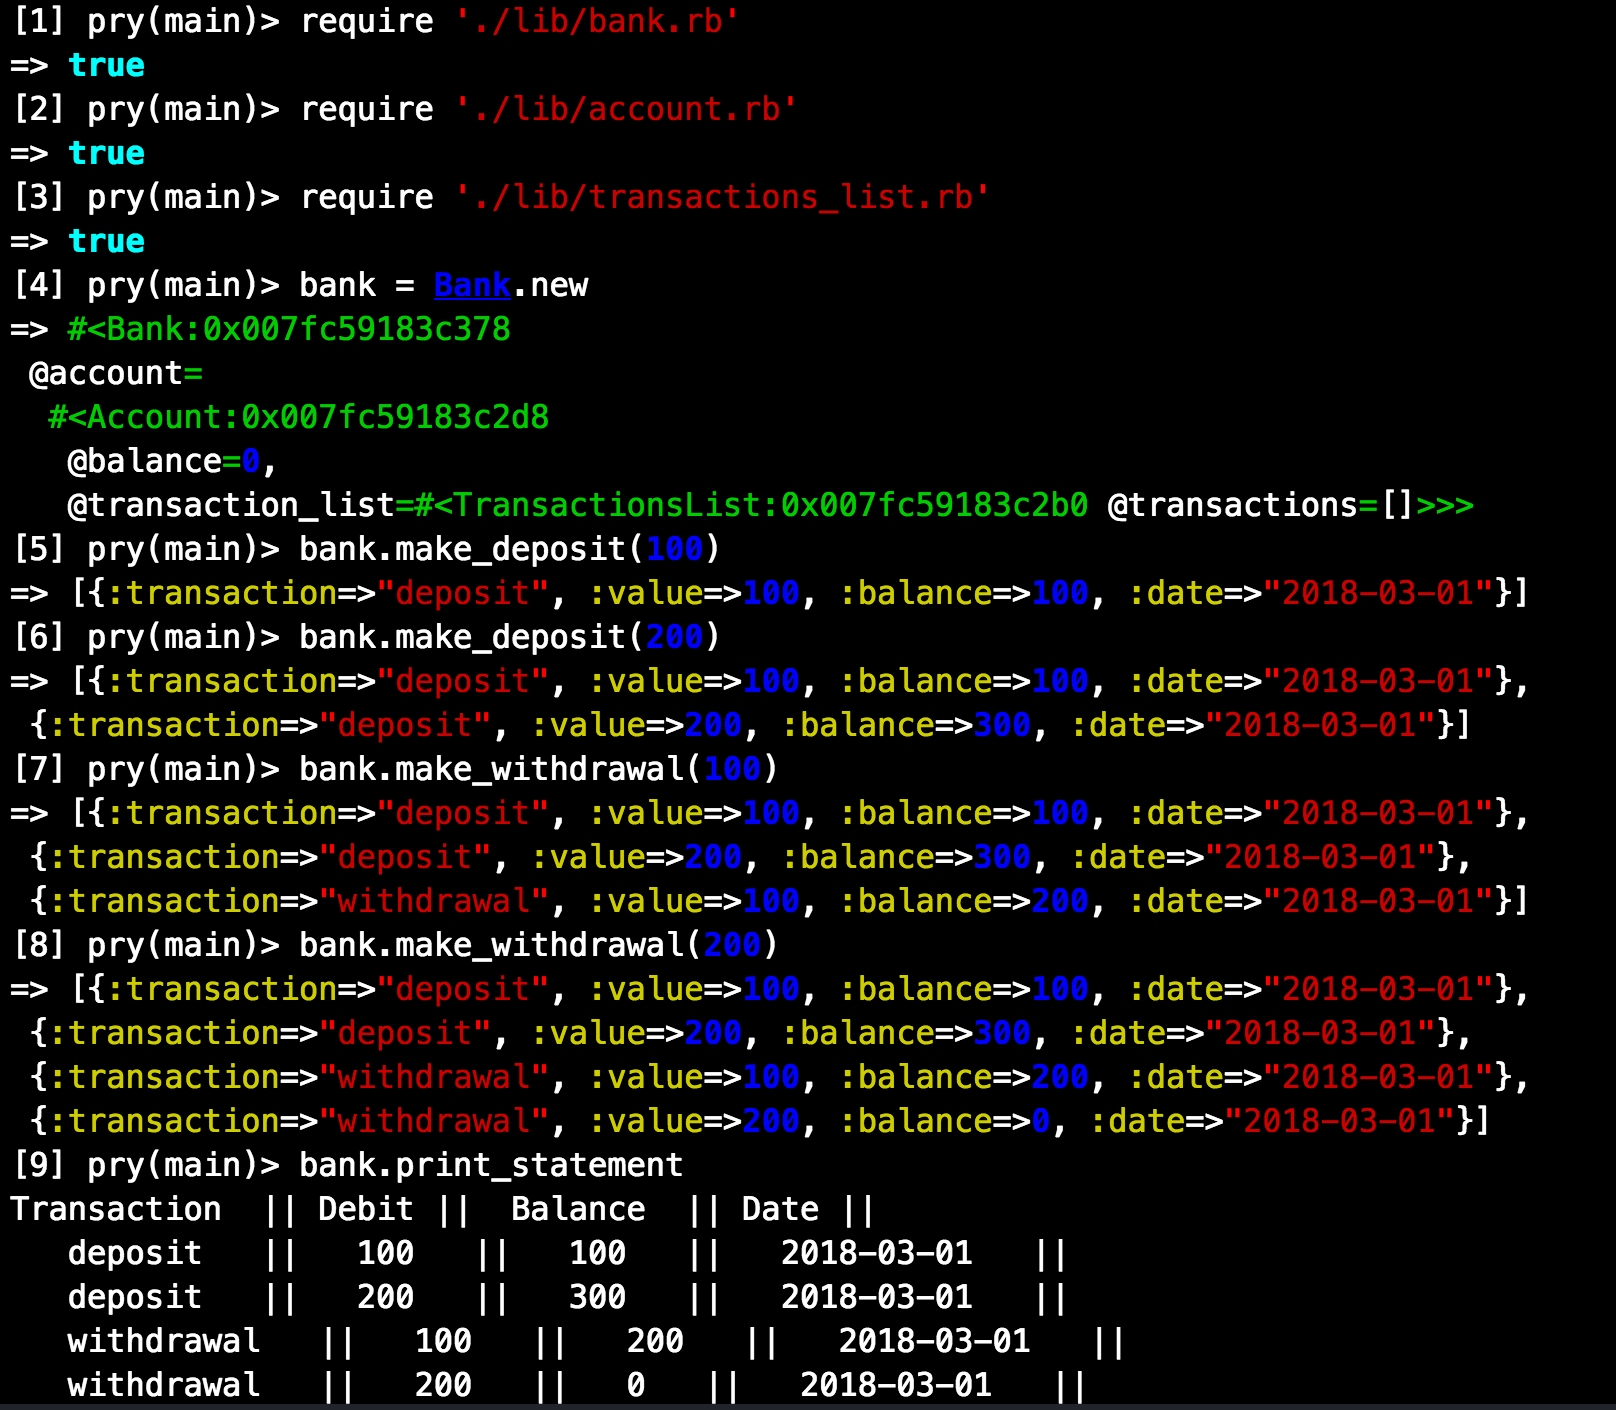 [1] pry(main)> require './lib/bank.rb'
=> true
[2] pry(main)> require './lib/account.rb'
=> true
[3] pry(main)> require './lib/transactions_list.rb'
=> true
[4] pry(main)> bank = Bank.new
=> #<Bank:0x007fc59183c378
 @account=
  #<Account:0x007fc59183c2d8
   @balance=0,
   @transaction_list=#<TransactionsList:0x007fc59183c2b0 @transactions=[]>>>
[5] pry(main)> bank.make_deposit(100)
=> [{:transaction=>"deposit", :value=>100, :balance=>100, :date=>"2018-03-01"}]
[6] pry(main)> bank.make_deposit(200)
=> [{:transaction=>"deposit", :value=>100, :balance=>100, :date=>"2018-03-01"},
 {:transaction=>"deposit", :value=>200, :balance=>300, :date=>"2018-03-01"}]
[7] pry(main)> bank.make_withdrawal(100)
=> [{:transaction=>"deposit", :value=>100, :balance=>100, :date=>"2018-03-01"},
 {:transaction=>"deposit", :value=>200, :balance=>300, :date=>"2018-03-01"},
 {:transaction=>"withdrawal", :value=>100, :balance=>200, :date=>"2018-03-01"}]
[8] pry(main)> bank.make_withdrawal(200)
=> [{:transaction=>"deposit", :value=>100, :balance=>100, :date=>"2018-03-01"},
 {:transaction=>"deposit", :value=>200, :balance=>300, :date=>"2018-03-01"},
 {:transaction=>"withdrawal", :value=>100, :balance=>200, :date=>"2018-03-01"},
 {:transaction=>"withdrawal", :value=>200, :balance=>0, :date=>"2018-03-01"}]
[9] pry(main)> bank.print_statement
Transaction  || Debit ||  Balance  || Date ||
   deposit   ||   100   ||   100   ||   2018-03-01   ||
   deposit   ||   200   ||   300   ||   2018-03-01   ||
   withdrawal   ||   100   ||   200   ||   2018-03-01   ||
   withdrawal   ||   200   ||   0   ||   2018-03-01   ||